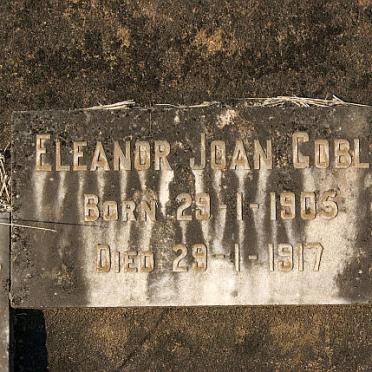 ELEANOR JOAN COBL
BORN 29-1-1905
DIED 29-1-1917